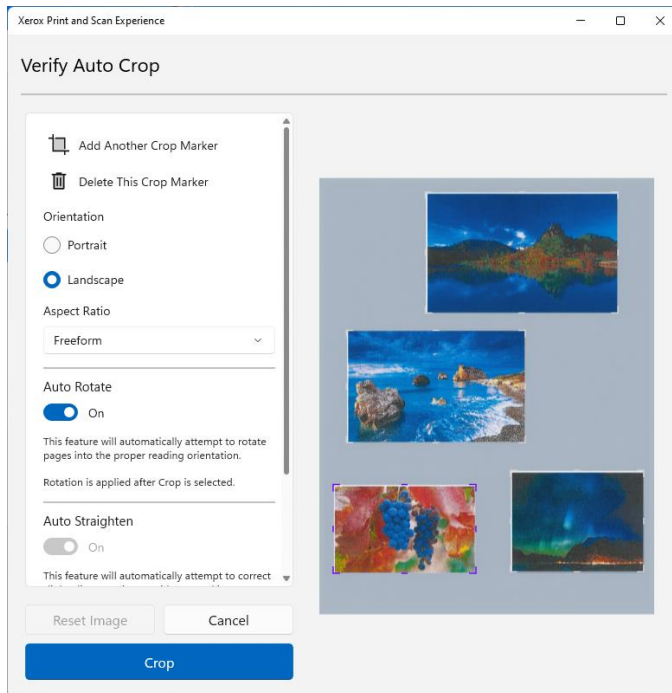 Xerox Print and Scan Experience
Verify Auto Crop
Add Another Crop Marker
Delete This Crop Marker
Orientation
Portrait
Landscape
Aspect Ratio
Freeform
Auto Rotate
On
This feature will automatically attempt to rotate
pages into the proper reading orientation.
Rotation is applied after Crop is selected.
Auto Straighten
On
This feature will automatically attempt to correct
Reset Image
Cancel
Crop